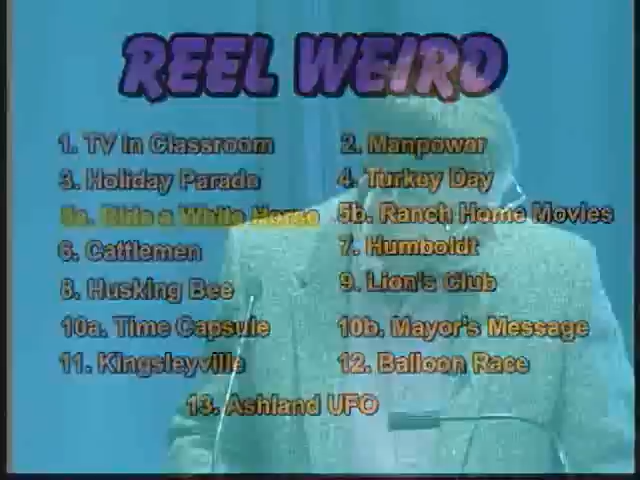 REEL WEIRD
1. TV In Classroom
2. Manpower
3. Holiday Parade
4. Turkey Day
5a. Ride a White Horse
5b. Ranch Home Movies
6. Cattlemen
7. Humboldt
8. Husking Bee
9. Lion's Club
10a. Time Capsule
10b. Mayor's Message
11. Kingsleyville
12. Balloon Race
13. Ashland UFO